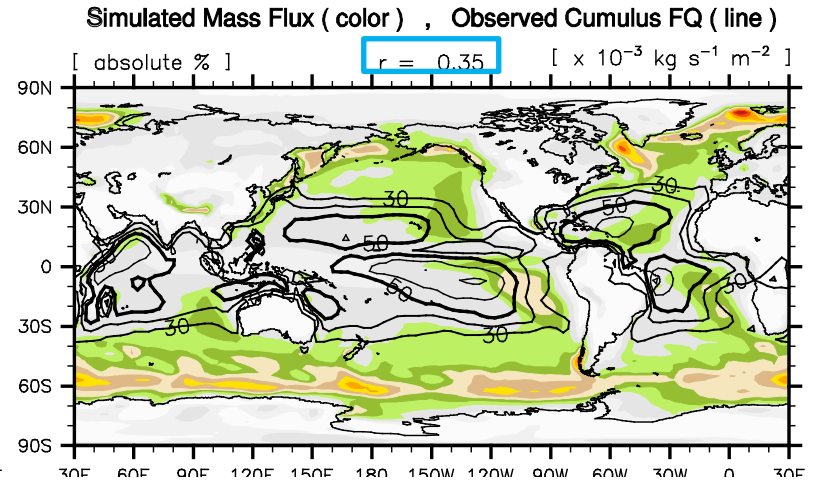 Simulated Mass Flux ( color ) , Observed Cumulus FQ ( line )
[ absolute % ] r = 0.35 [ x 10⁻³ kg s⁻¹ m⁻² ]
90N
60N
30N
0
30S
60S
90S
30 30
50 50
50 50
30 30
30E 60E 90E 120E 150E 180 150W 120W 90W 60W 30W 0 30E